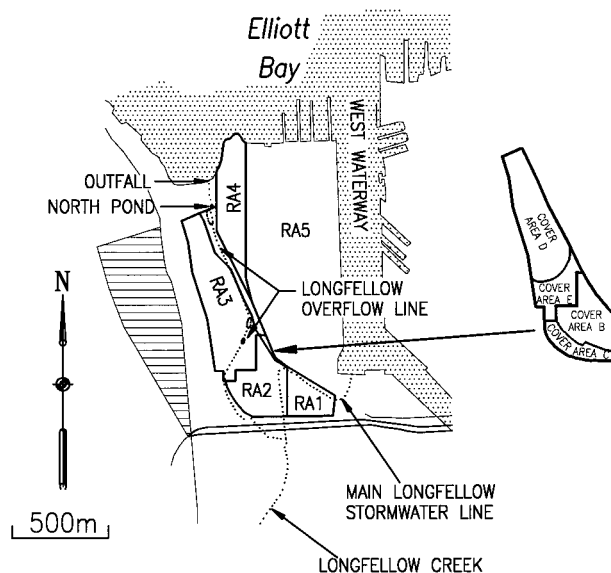 Elliott
Bay
WEST WATERWAY
OUTFALL
NORTH POND
RA4
RA5
RA3
LONGFELLOW
OVERFLOW LINE
RA2
RA1
N
500m
MAIN LONGFELLOW
STORMWATER LINE
LONGFELLOW CREEK
COVER
AREA D
COVER
AREA E
COVER
AREA B
COVER AREA C